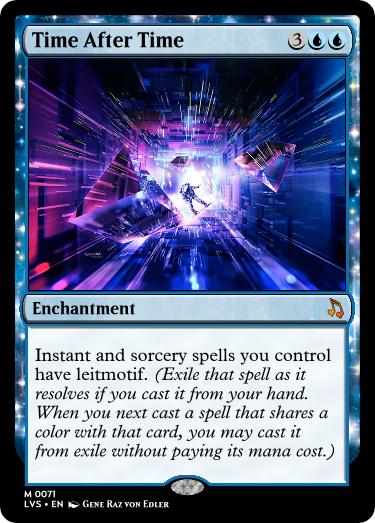 Time After Time 3
Enchantment
Instant and sorcery spells you control
have leitmotif. (Exile that spell as it
resolves if you cast it from your hand.
When you next cast a spell that shares a
color with that card, you may cast it
from exile without paying its mana cost.)
M 0071
LVS • EN Gene Raz von Edler